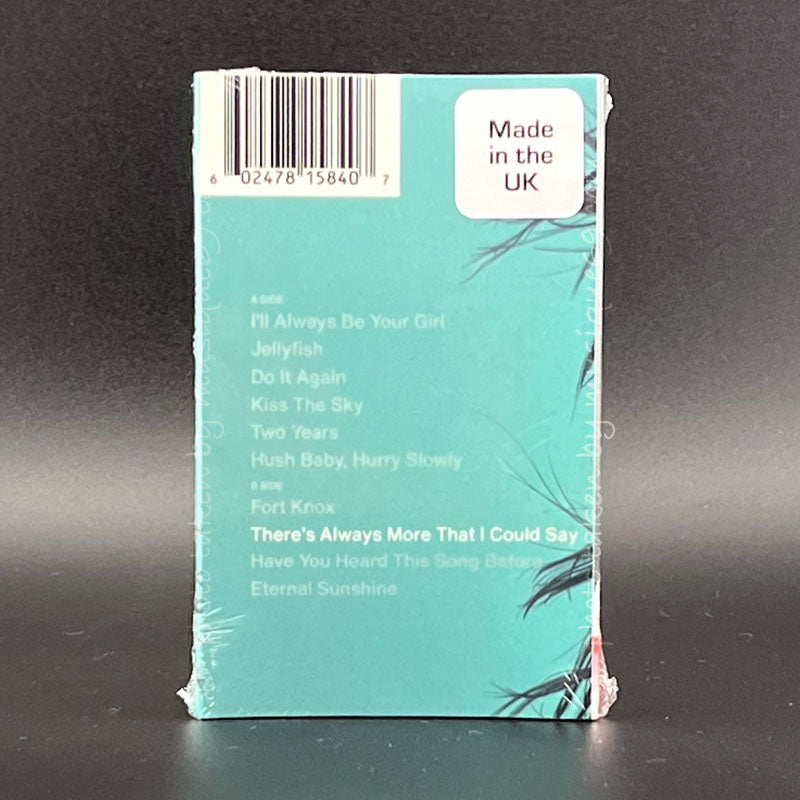 6 02478 15840 7
Made
in the
UK
A SIDE
I'll Always Be Your Girl
Jellyfish
Do It Again
Kiss The Sky
Two Years
Hush Baby, Hurry Slowly
B SIDE
Fort Knox
There's Always More That I Could Say
Have You Heard This Song Before
Eternal Sunshine